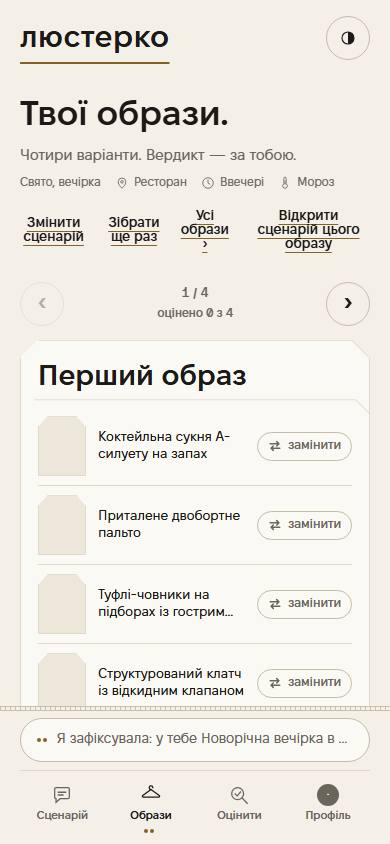 люстерко
Твої образи.
Чотири варіанти. Вердикт — за тобою.
Свято, вечірка Ресторан Ввечері Мороз
Змінити
сценарій
Зібрати
ще раз
Усі
образи
›
Відкрити
сценарій цього
образу
‹
1 / 4
оцінено 0 з 4
›
Перший образ
Коктейльна сукня А-
силуету на запах
замінити
Приталене двобортне
пальто
замінити
Туфлі-човники на
підборах із гострим…
замінити
Структурований клатч
із відкидним клапаном
замінити
Я зафіксувала: у тебе Новорічна вечірка в …
Сценарій Образи Оцінити Профіль